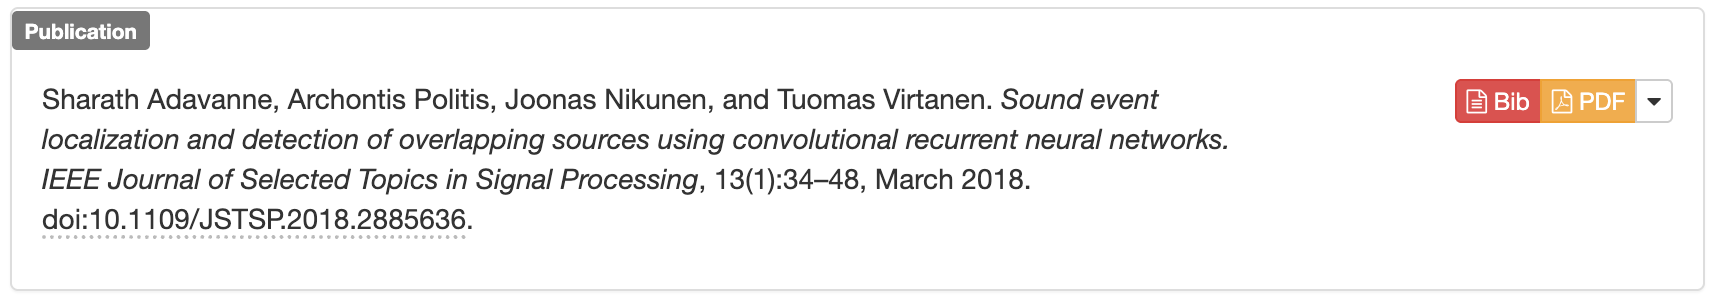 Publication
Sharath Adavanne, Archontis Politis, Joonas Nikunen, and Tuomas Virtanen. Sound event
localization and detection of overlapping sources using convolutional recurrent neural networks.
IEEE Journal of Selected Topics in Signal Processing, 13(1):34–48, March 2018.
doi:10.1109/JSTSP.2018.2885636.
Bib PDF